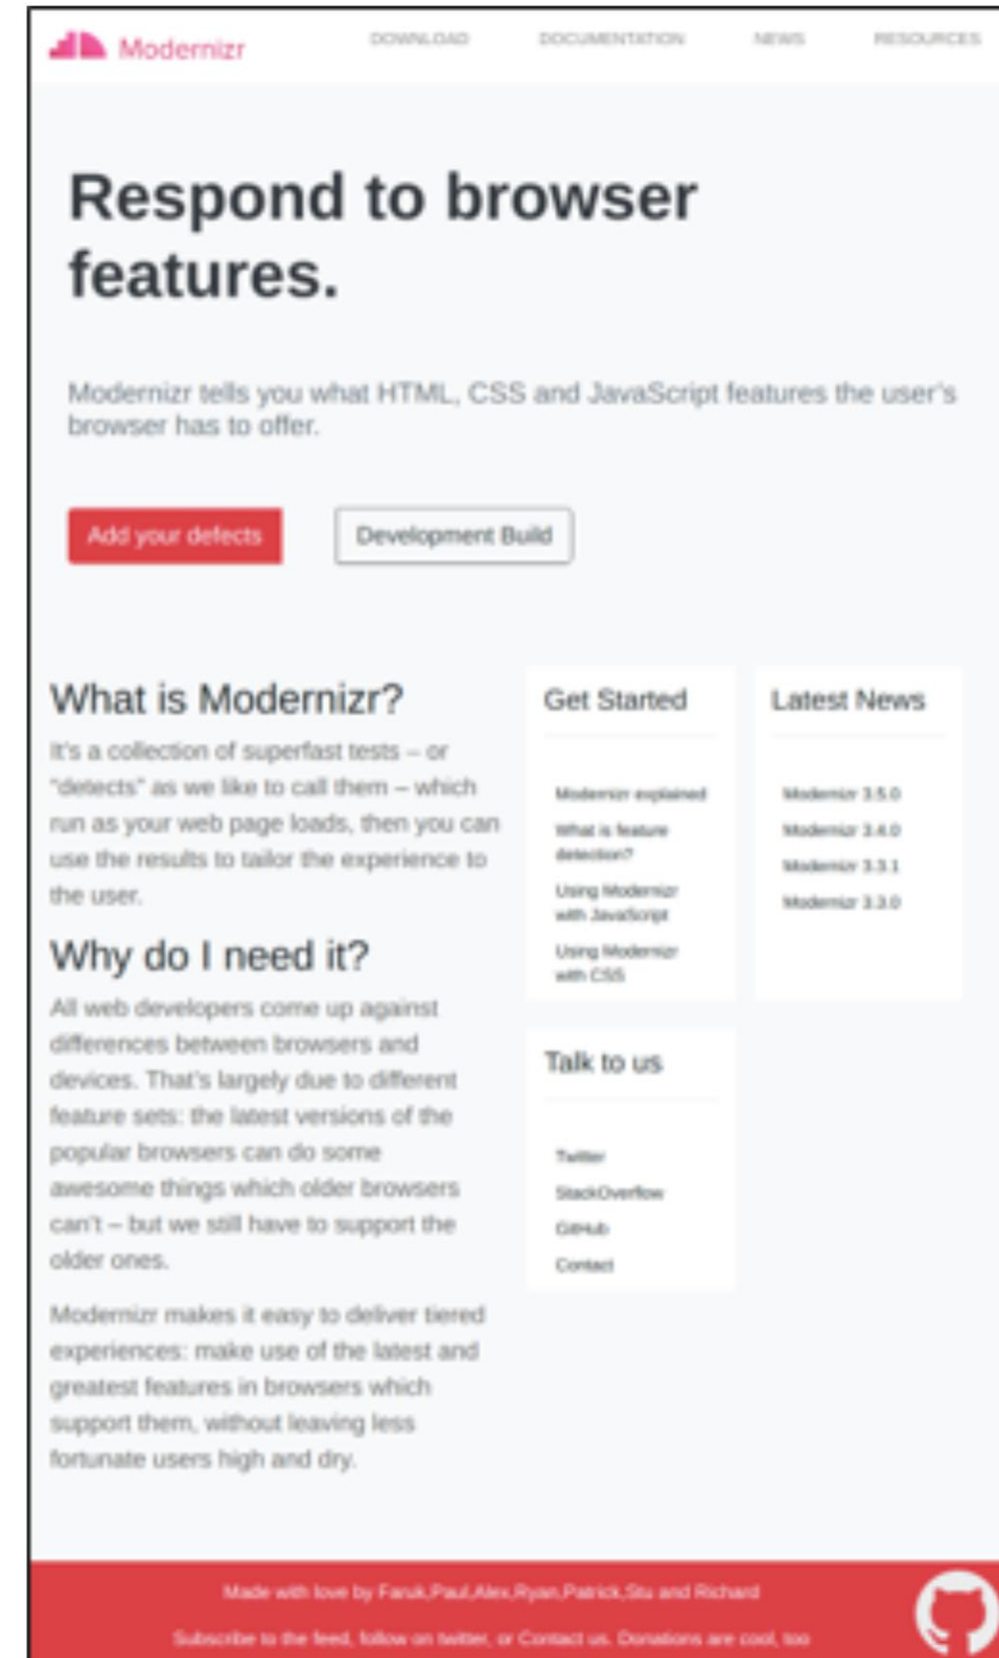 Modernizr
DOWNLOAD
DOCUMENTATION
NEWS
RESOURCES
Respond to browser
features.
Modernizr tells you what HTML, CSS and JavaScript features the user's
browser has to offer.
Add your defects
Development Build
What is Modernizr?
It's a collection of superfast tests – or
"detects" as we like to call them – which
run as your web page loads, then you can
use the results to tailor the experience to
the user.
Why do I need it?
All web developers come up against
differences between browsers and
devices. That's largely due to different
feature sets: the latest versions of the
popular browsers can do some
awesome things which older browsers
can't – but we still have to support the
older ones.
Modernizr makes it easy to deliver tiered
experiences: make use of the latest and
greatest features in browsers which
support them, without leaving less
fortunate users high and dry.
Get Started
Modernizr explained
What is feature
detection?
Using Modernizr
with JavaScript
Using Modernizr
with CSS
Latest News
Modernizr 3.5.0
Modernizr 3.4.0
Modernizr 3.3.1
Modernizr 3.3.0
Talk to us
Twitter
StackOverflow
GitHub
Contact
Made with love by Faruk,Paul,Alex,Ryan,Patrick,Stu and Richard
Subscribe to the feed, follow on twitter, or Contact us. Donations are cool, too